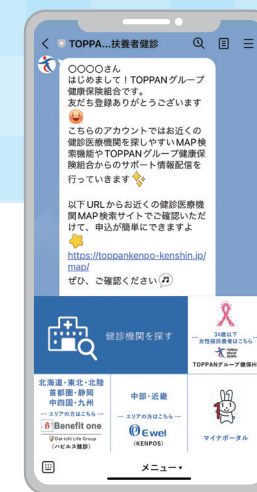 TOPPA...扶養者健診
〇〇〇〇さん
はじめまして！TOPPANグループ
健康保険組合です。
友だち登録ありがとうございます
こちらのアカウントではお近くの
健診医療機関を探しやすいMAP検
索機能やTOPPANグループ健康保
険組合からのサポート情報配信を
行っていきます
以下URLからお近くの健診医療機
関MAP検索サイトでご確認いただ
けて、申込が簡単にできますよ
https://toppankenpo-kenshin.jp/
map/
ぜひ、ご確認ください
健診機関を探す
34歳以下
女性被扶養者はこちら
TOPPANグループ健保H
北海道・東北・北陸
首都圏・静岡
中四国・九州
エリアの方はこちら
Benefit one
Dai-ichi Life Group
（ハピルス健診）
中部・近畿
エリアの方はこちら
Ewel
（KENPOS）
マイナポータル
メニュー▾